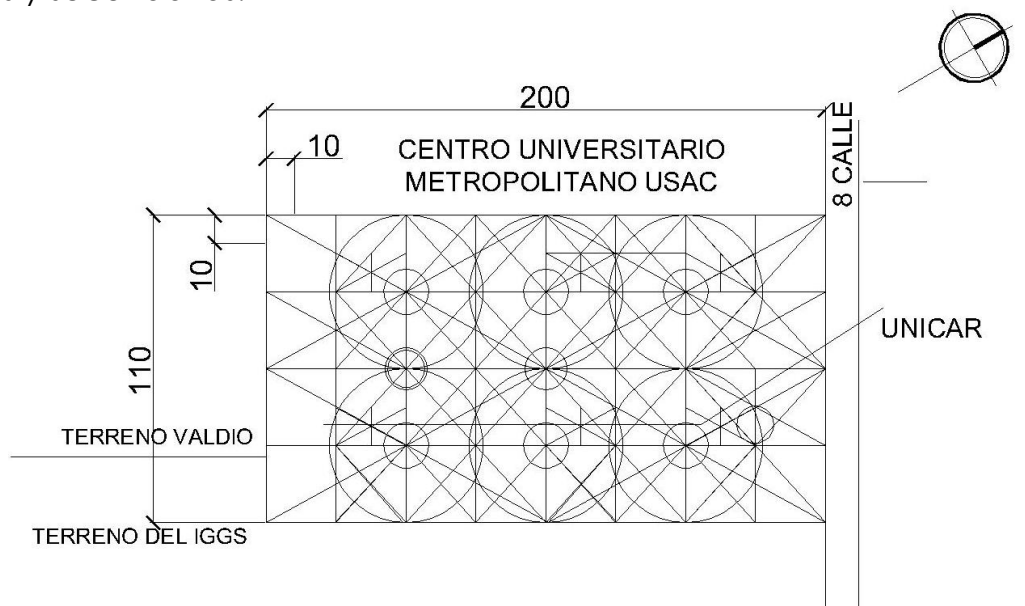 200
10
CENTRO UNIVERSITARIO
METROPOLITANO USAC
8 CALLE
10
110
UNICAR
TERRENO VALDIO
TERRENO DEL IGGS